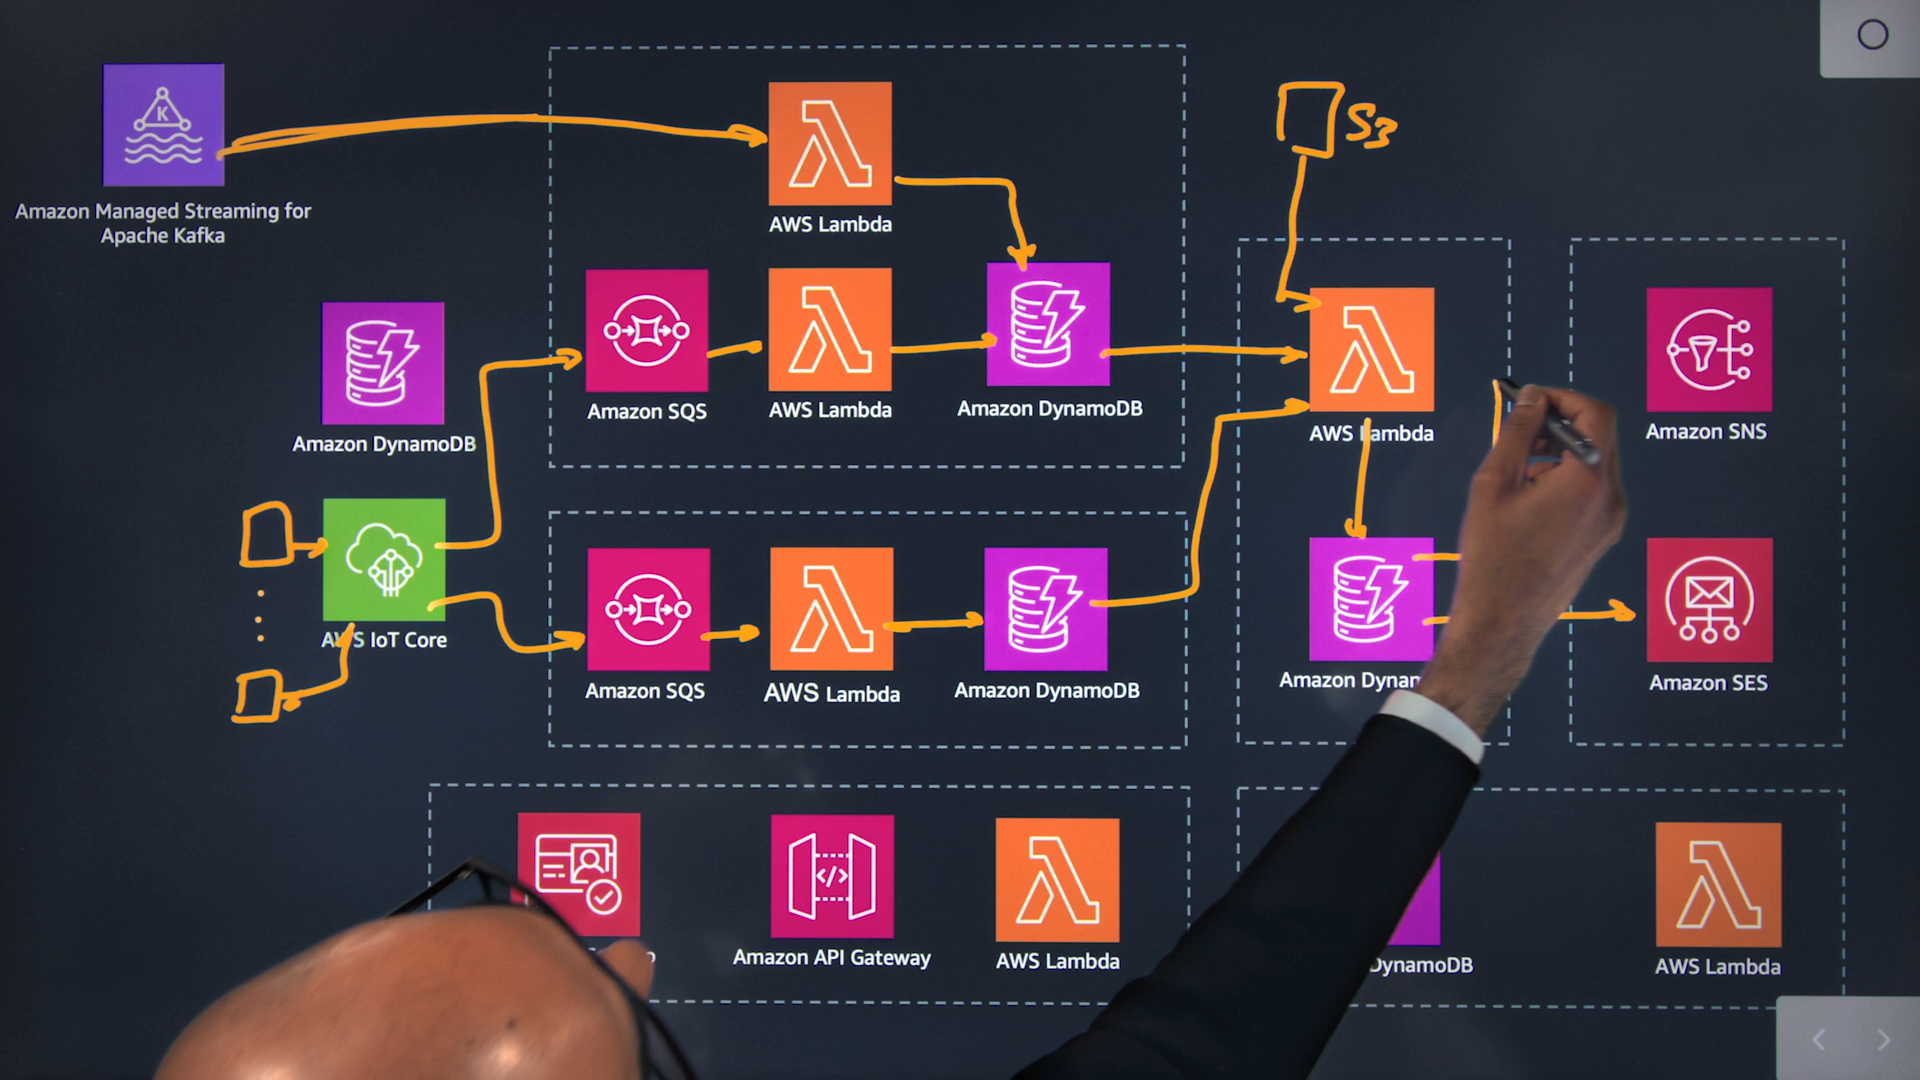 K
Amazon Managed Streaming for
Apache Kafka
AWS Lambda
S3
Amazon SQS
AWS Lambda
Amazon DynamoDB
Amazon DynamoDB
AWS Lambda
Amazon SNS
AWS IoT Core
Amazon SQS
AWS Lambda
Amazon DynamoDB
Amazon
Amazon SES
</>
Amazon API Gateway
AWS Lambda
DynamoDB
AWS Lambda